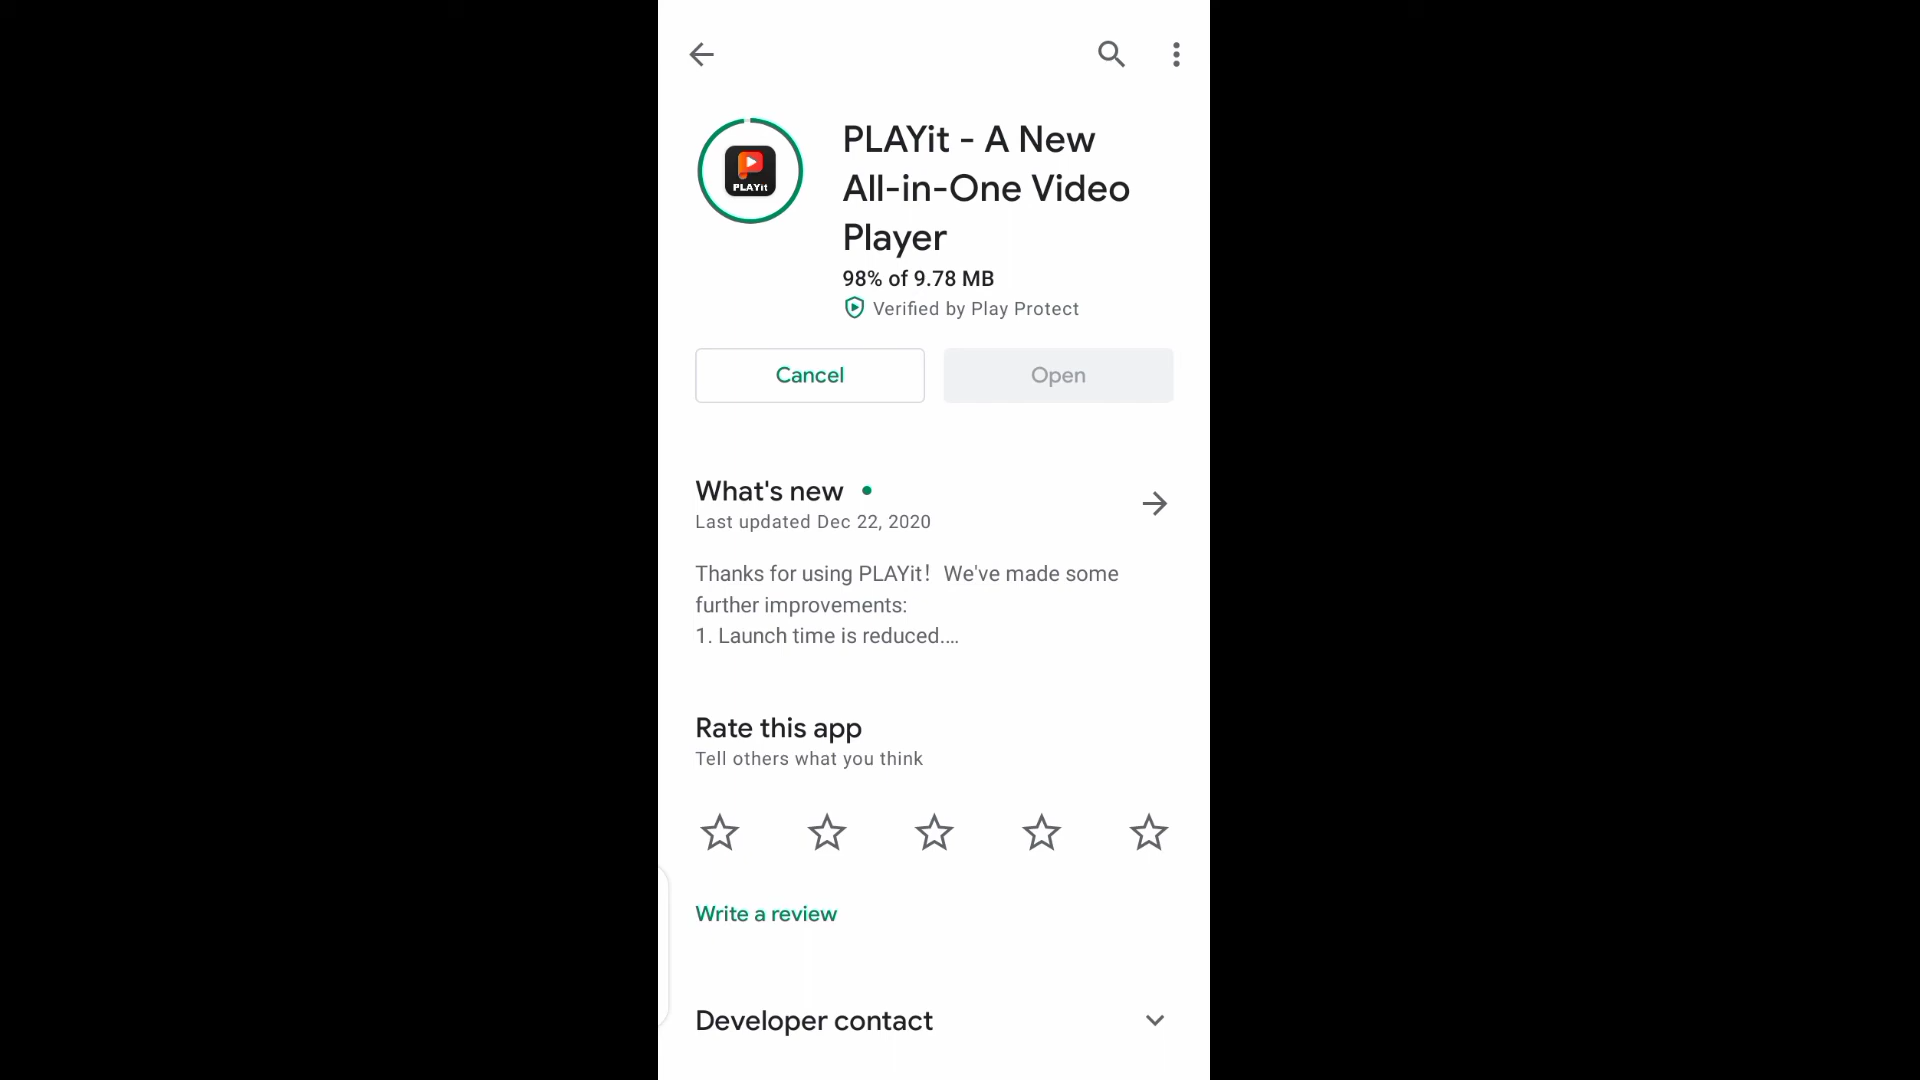 PLAYit - A New
All-in-One Video
Player
PLAYit
98% of 9.78 MB
Verified by Play Protect
Cancel
Open
What's new
Last updated Dec 22, 2020
Thanks for using PLAYit！We've made some
further improvements:
1. Launch time is reduced....
Rate this app
Tell others what you think
Write a review
Developer contact